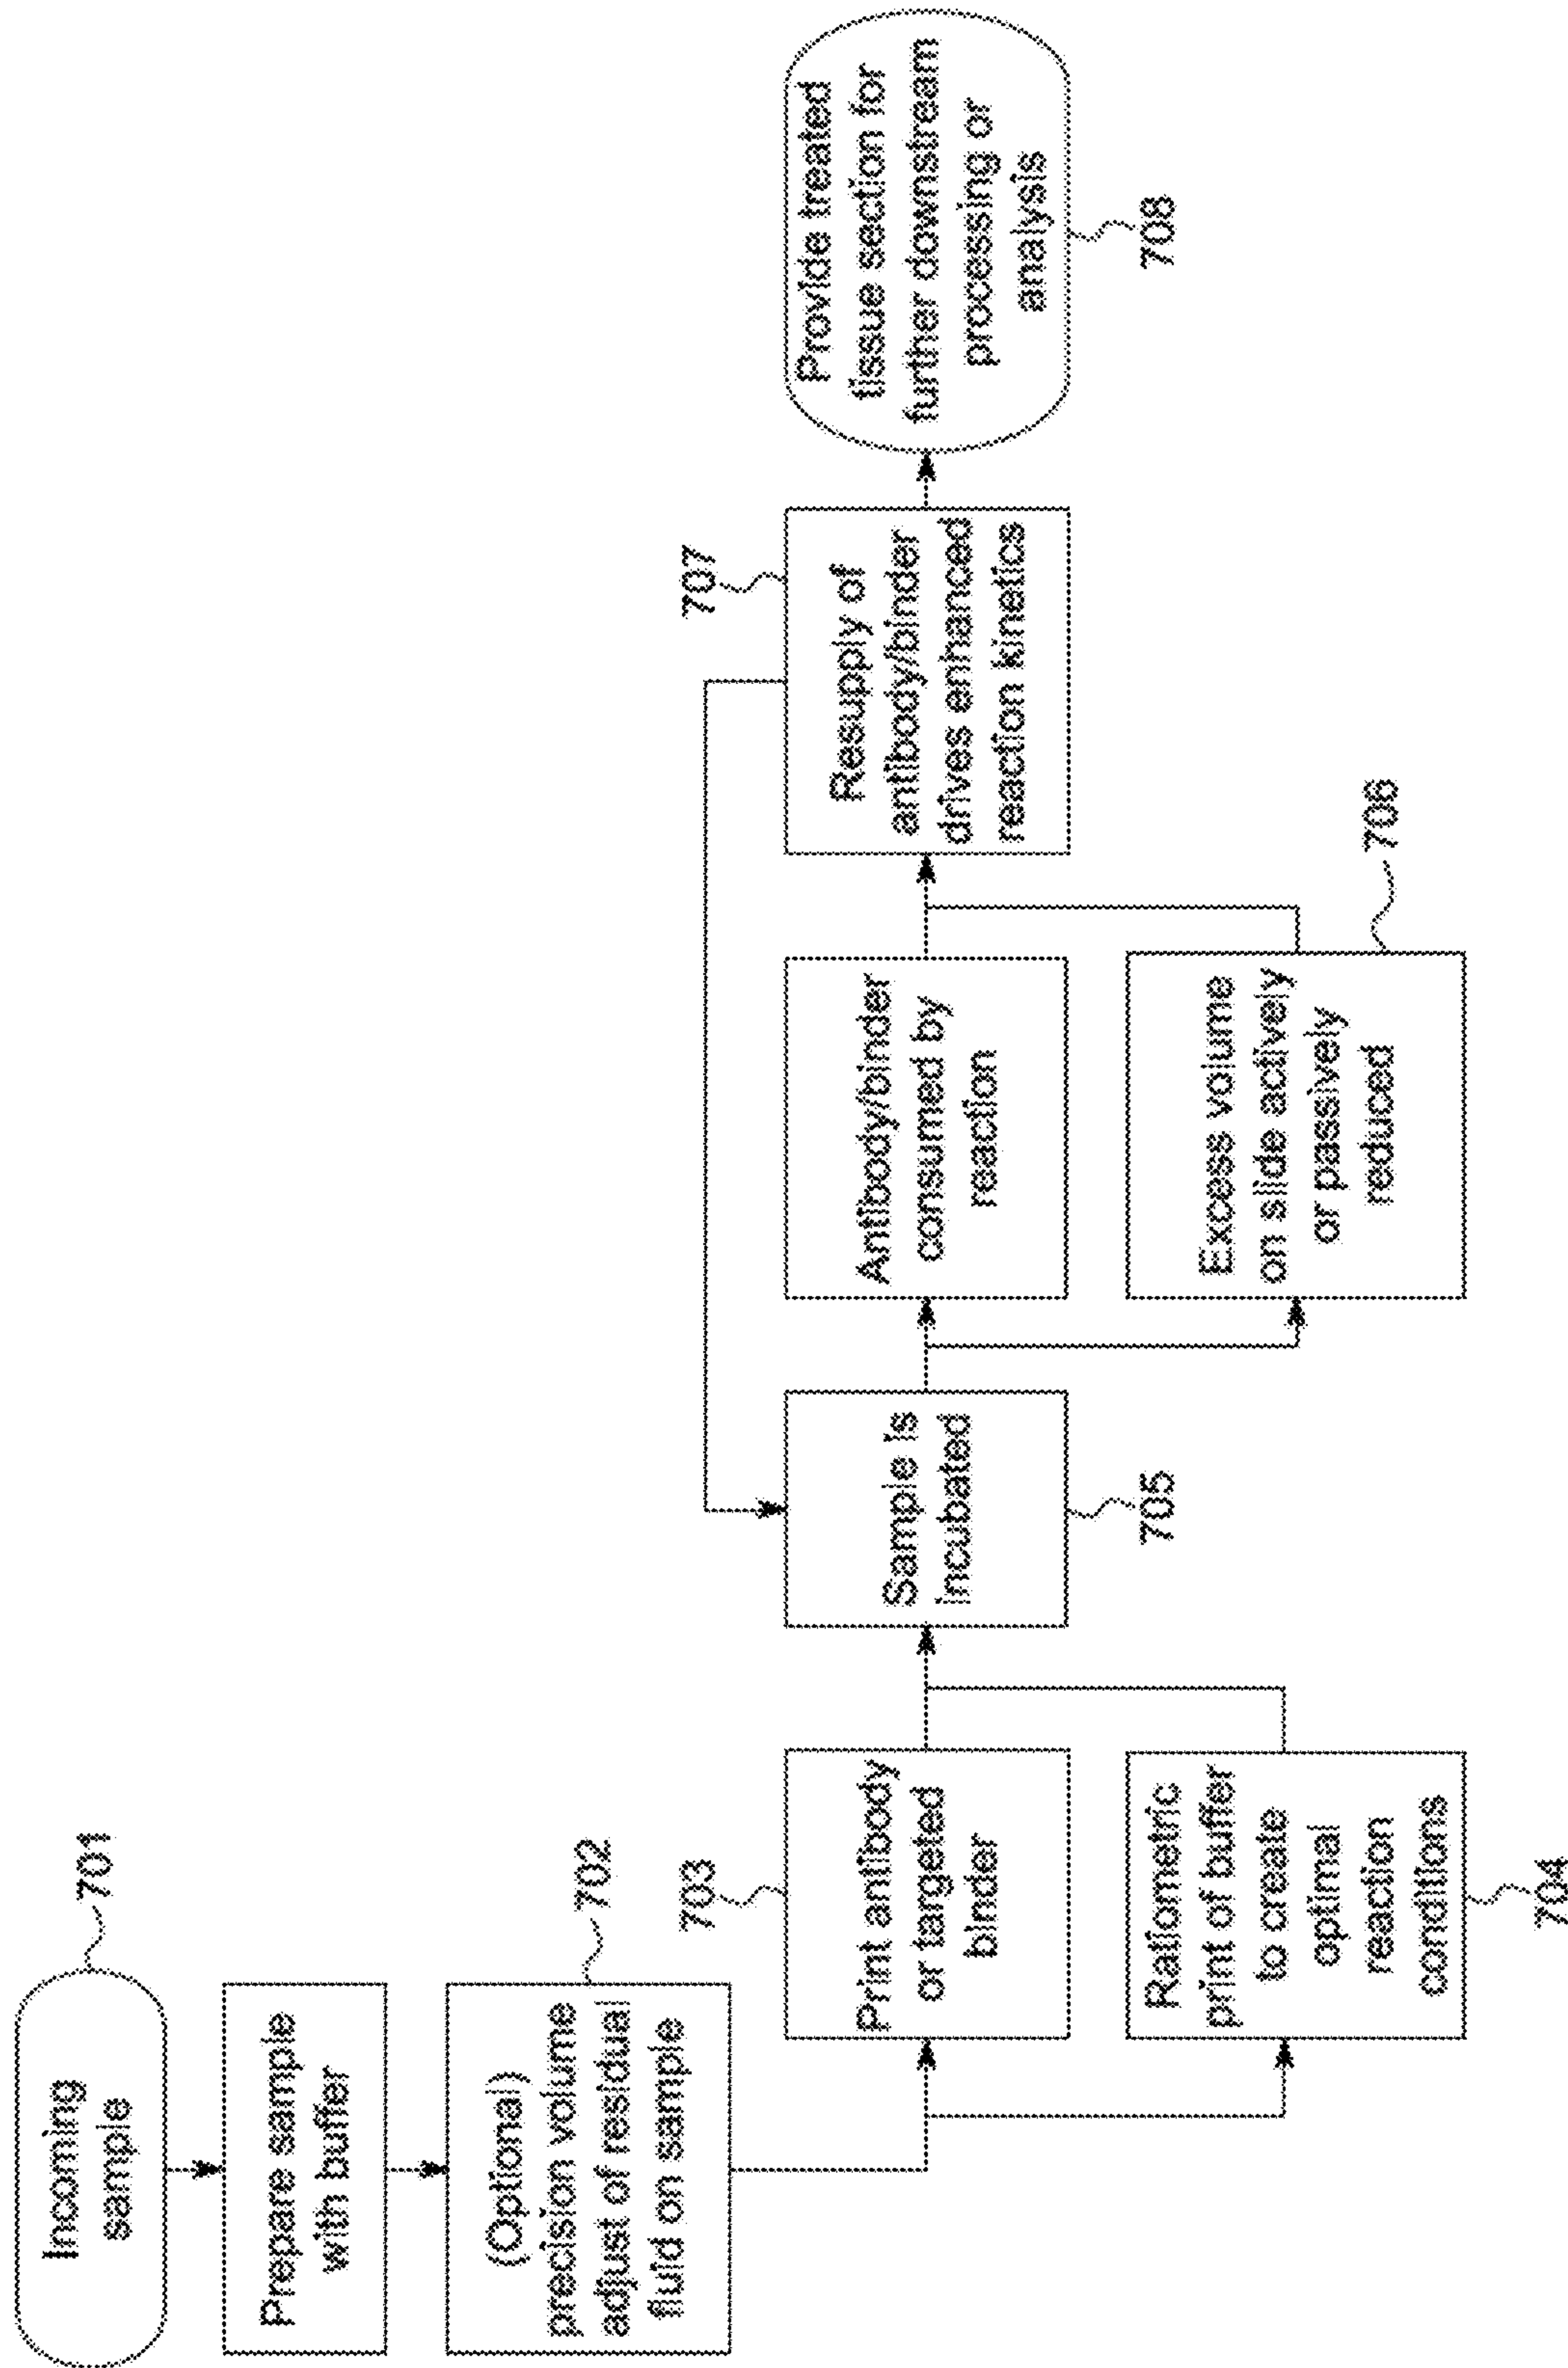 Incoming
sample
701
Prepare sample
with buffer
(Optional)
precision volume
adjust of residual
fluid on sample
702
703
Print antibody
or targeted
binder
Ratiometric
print of buffer
to create
optimal
reaction
conditions
704
Sample is
incubated
705
Antibody/binder
consumed by
reaction
Excess volume
on slide actively
or passively
reduced
706
707
Resupply of
antibody/binder
drives enhanced
reaction kinetics
Provide treated
tissue section for
further downstream
processing or
analysis
708